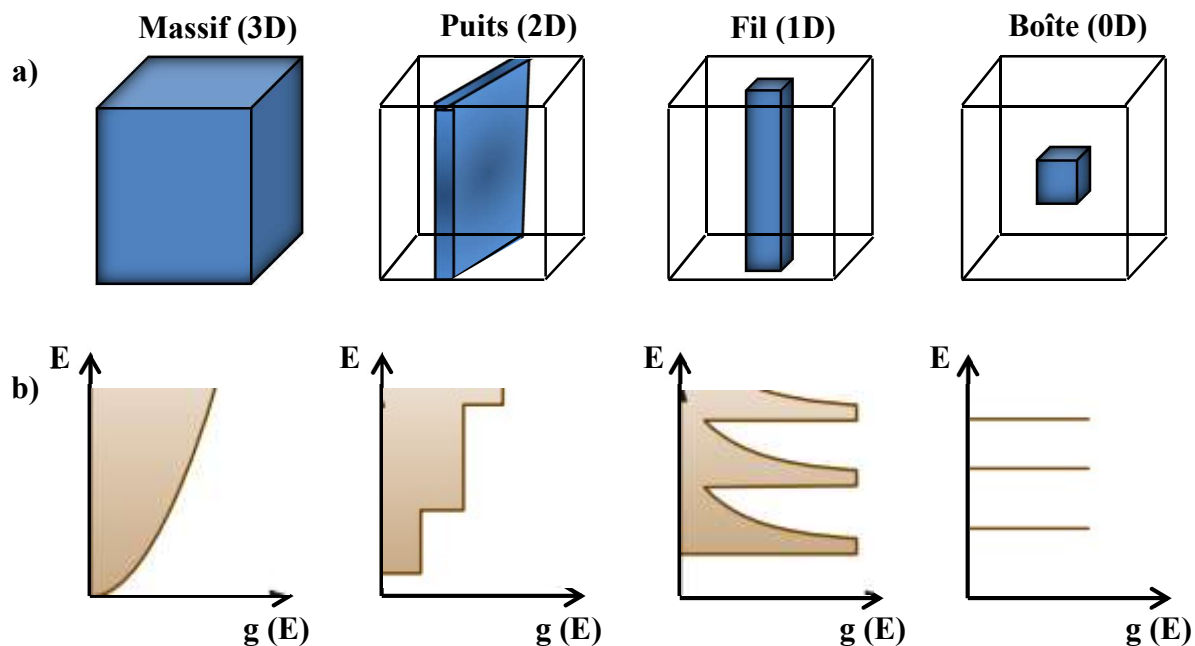 Massif (3D) Puits (2D) Fil (1D) Boîte (0D)
a)
E E E E
b)
g (E) g (E) g (E) g (E)